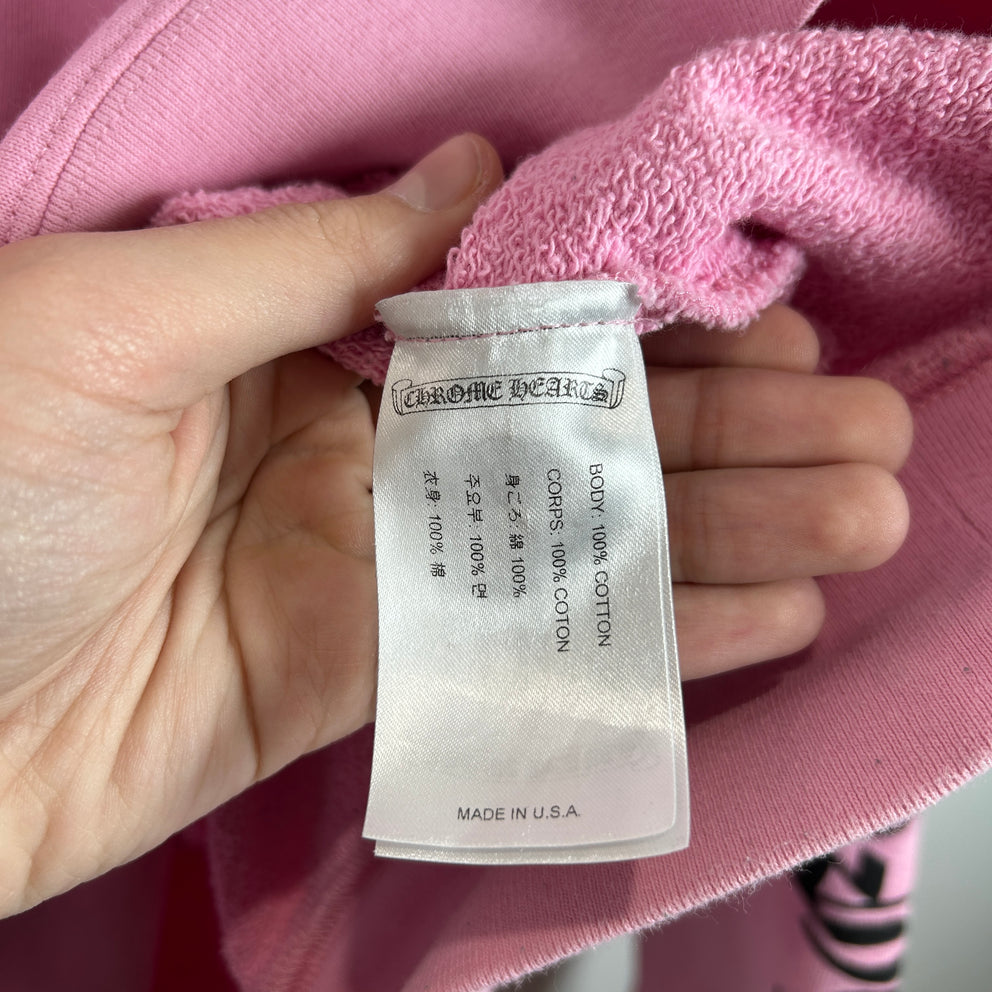 CHROME HEARTS
BODY: 100% COTTON
CORPS: 100% COTON
身ごろ: 綿 100%
주요부: 100% 면
衣身: 100% 棉
MADE IN U.S.A.